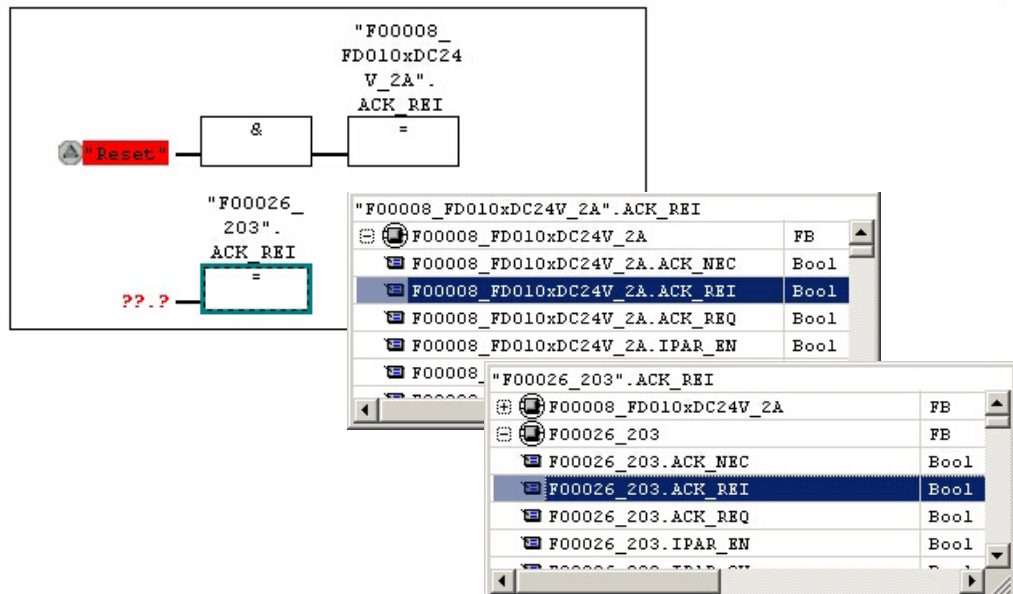 "F00008_
FD010xDC24
V_2A".
ACK_REI
&
=
"Reset"
"F00026_
203".
ACK_REI
=
??.?
"F00008_FD010xDC24V_2A".ACK_REI
F00008_FD010xDC24V_2A FB
F00008_FD010xDC24V_2A.ACK_NEC Bool
F00008_FD010xDC24V_2A.ACK_REI Bool
F00008_FD010xDC24V_2A.ACK_REQ Bool
F00008_FD010xDC24V_2A.IPAR_EN Bool
F00008_
"F00026_203".ACK_REI
F00008_FD010xDC24V_2A FB
F00026_203 FB
F00026_203.ACK_NEC Bool
F00026_203.ACK_REI Bool
F00026_203.ACK_REQ Bool
F00026_203.IPAR_EN Bool